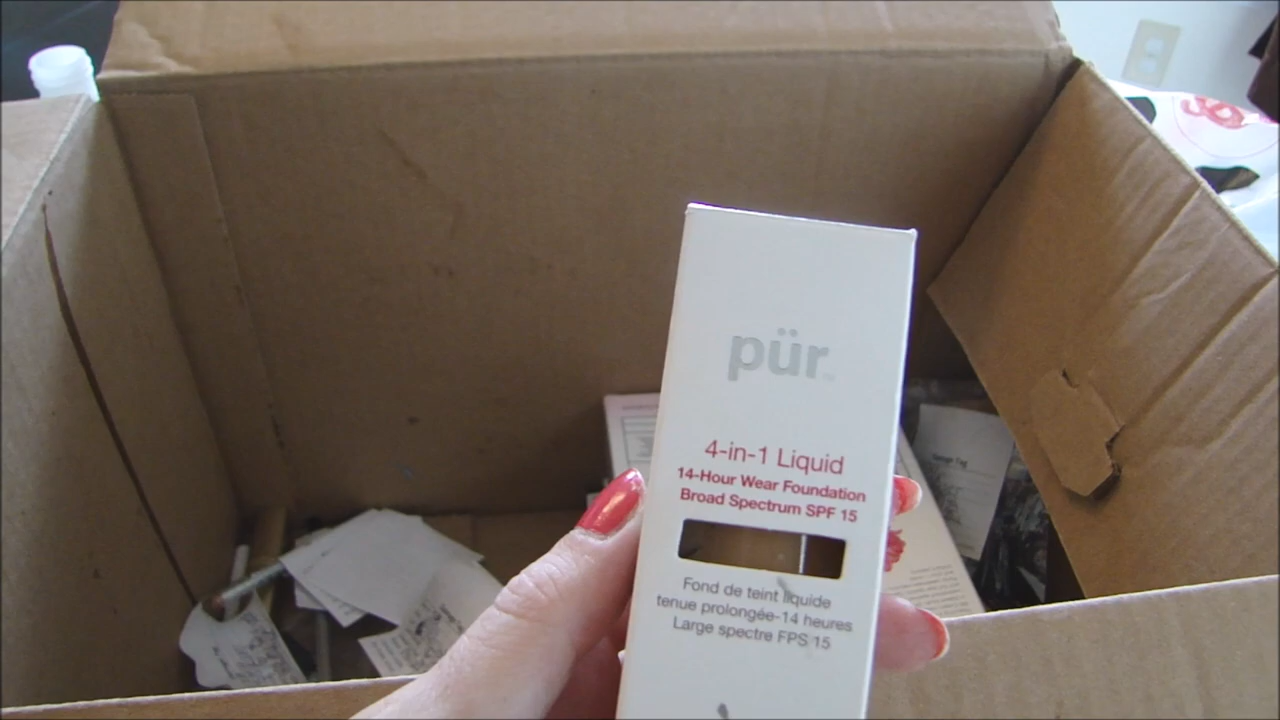 pür
4-in-1 Liquid
14-Hour Wear Foundation
Broad Spectrum SPF 15
Fond de teint liquide
tenue prolongée-14 heures
Large spectre FPS 15